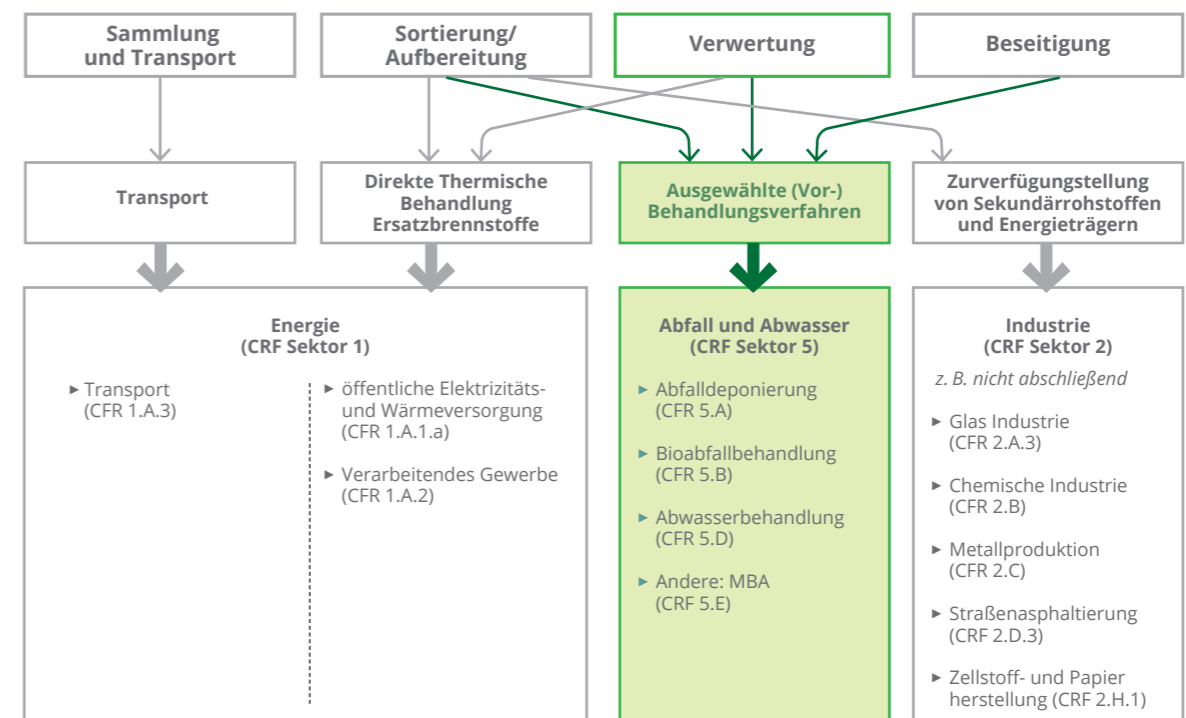 Sammlung
und Transport
Sortierung/
Aufbereitung
Verwertung
Beseitigung
Transport
Direkte Thermische
Behandlung
Ersatzbrennstoffe
Ausgewählte (Vor-)
Behandlungsverfahren
Zurverfügungstellung
von Sekundärrohstoffen
und Energieträgern
Energie
(CRF Sektor 1)
► Transport
(CFR 1.A.3)
► öffentliche Elektrizitäts-
und Wärmeversorgung
(CFR 1.A.1.a)
► Verarbeitendes Gewerbe
(CFR 1.A.2)
Abfall und Abwasser
(CRF Sektor 5)
► Abfalldeponierung
(CFR 5.A)
► Bioabfallbehandlung
(CFR 5.B)
► Abwasserbehandlung
(CFR 5.D)
► Andere: MBA
(CRF 5.E)
Industrie
(CRF Sektor 2)
z. B. nicht abschließend
► Glas Industrie
(CFR 2.A.3)
► Chemische Industrie
(CFR 2.B)
► Metallproduktion
(CFR 2.C)
► Straßenasphaltierung
(CRF 2.D.3)
► Zellstoff- und Papier
herstellung (CRF 2.H.1)